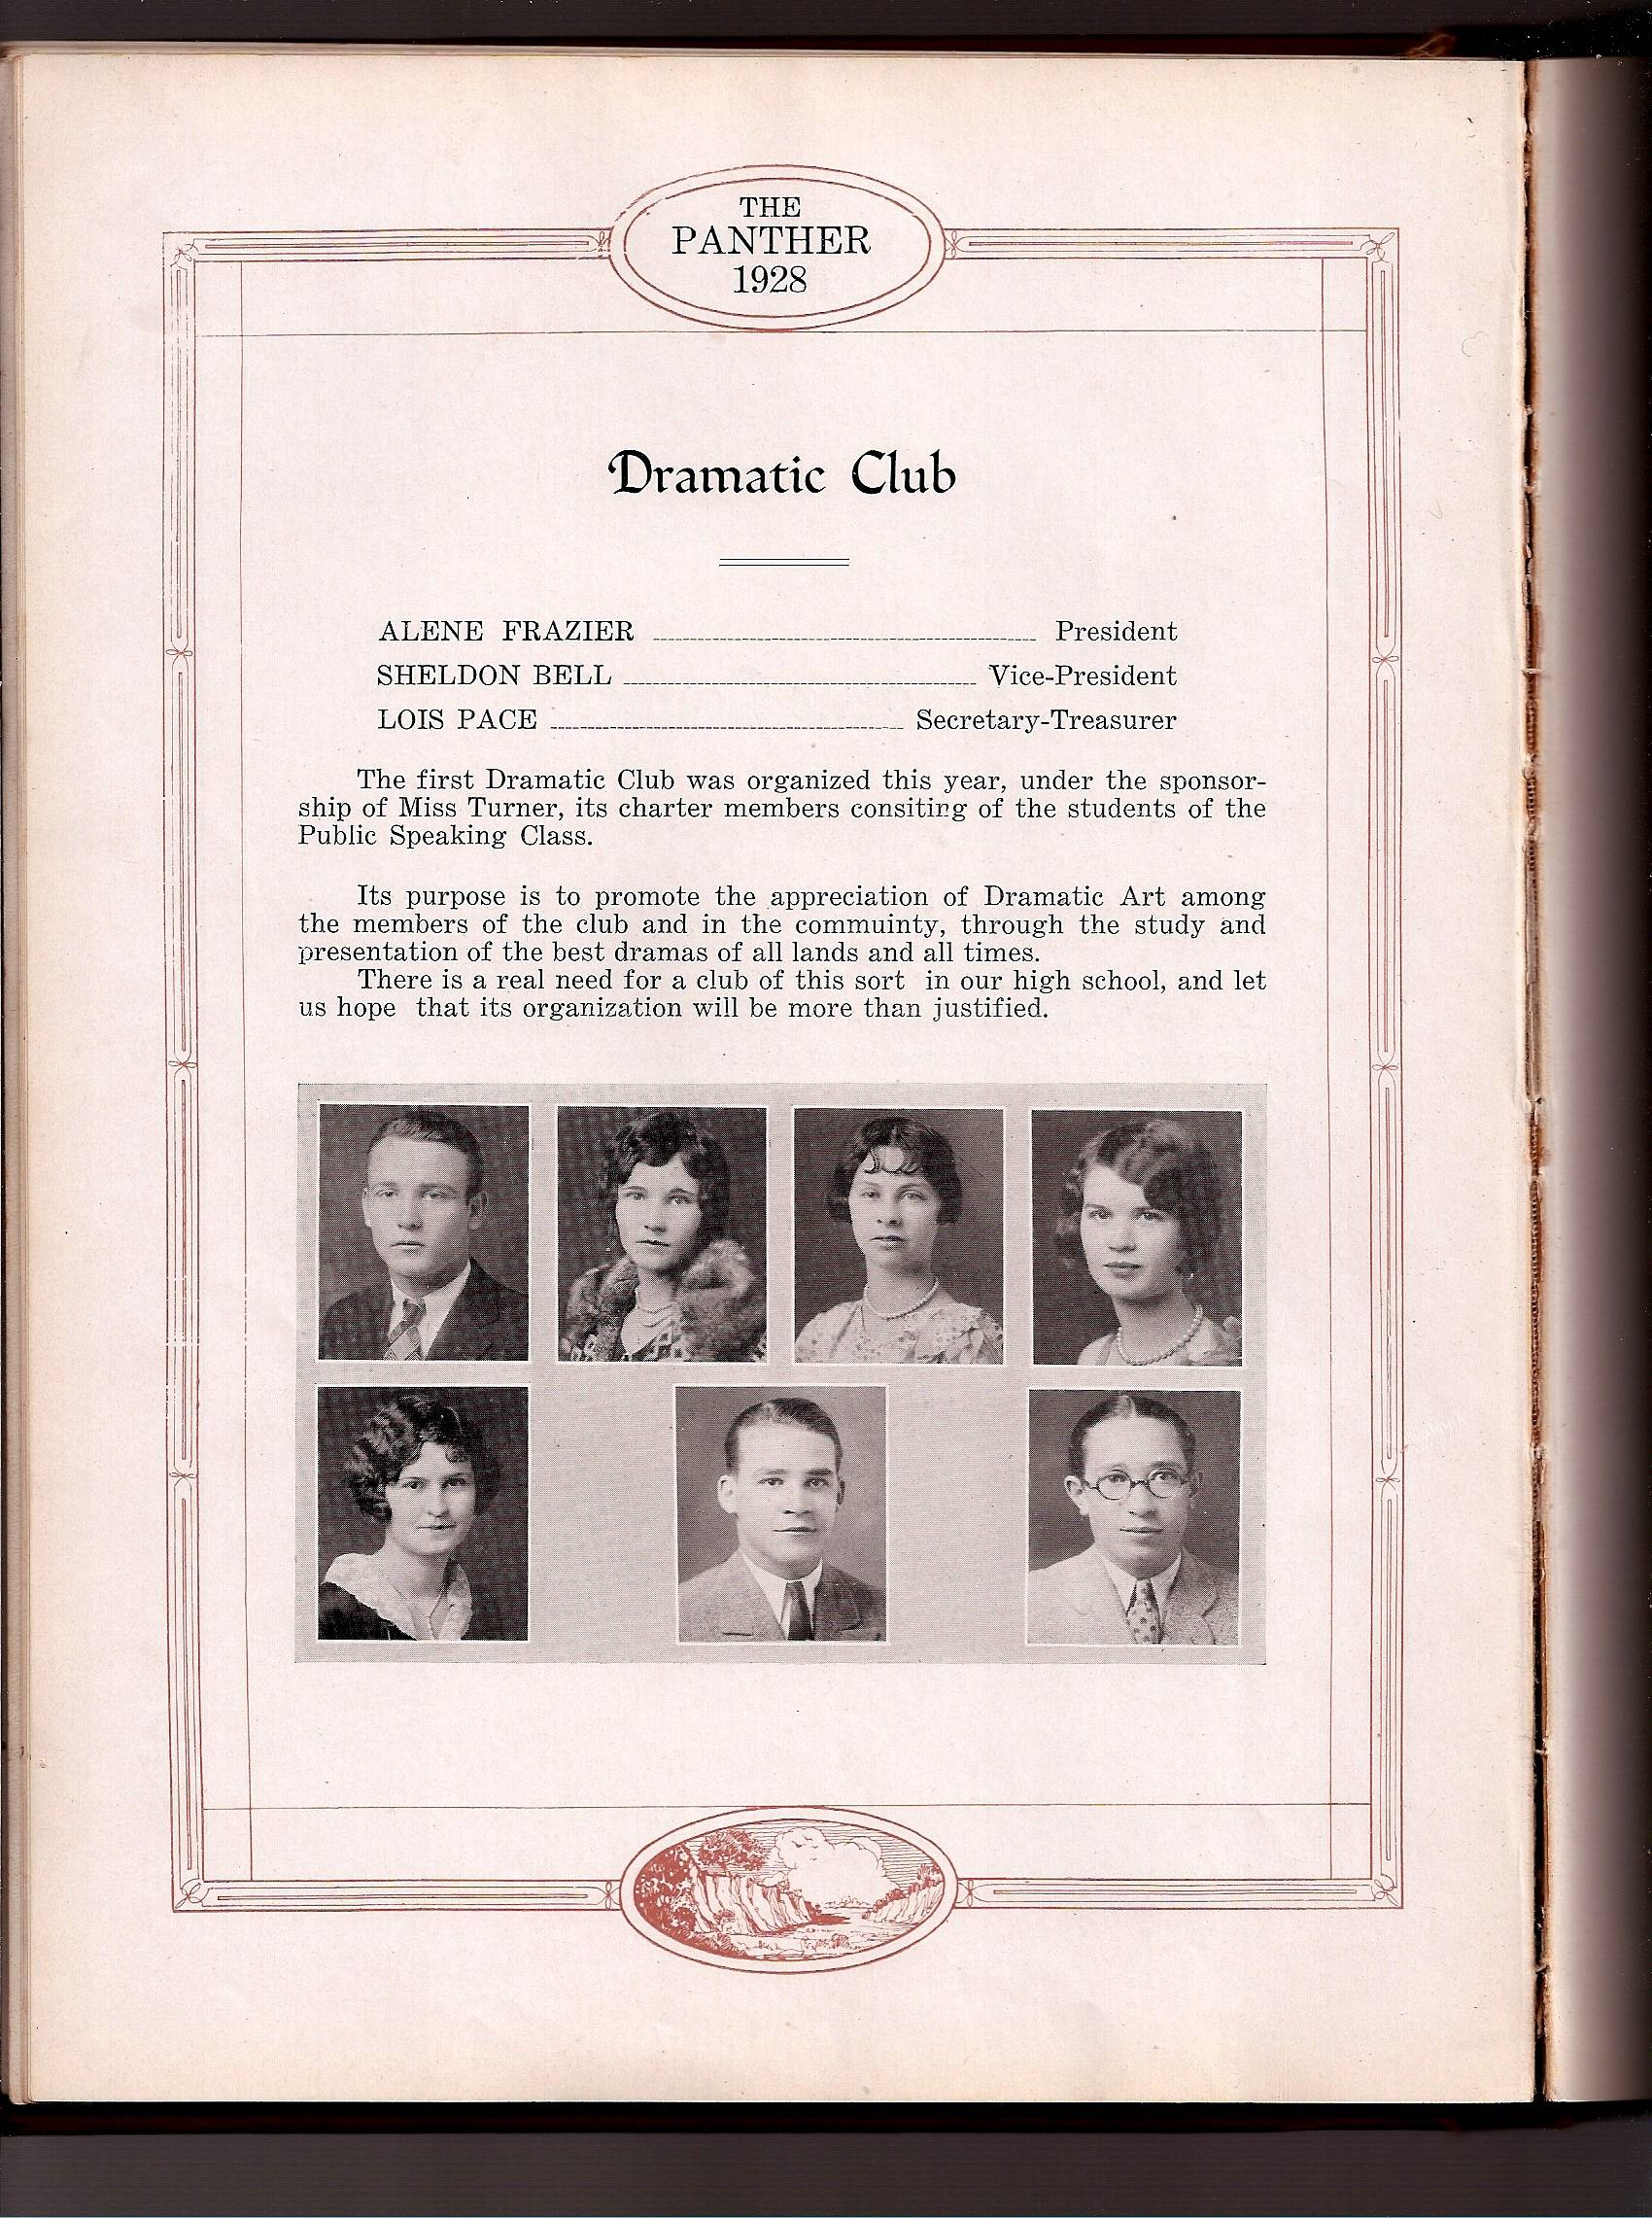 THE
PANTHER
1928
Dramatic Club
ALENE FRAZIER President
SHELDON BELL Vice-President
LOIS PACE Secretary-Treasurer
The first Dramatic Club was organized this year, under the sponsor-
ship of Miss Turner, its charter members consiting of the students of the
Public Speaking Class.
Its purpose is to promote the appreciation of Dramatic Art among
the members of the club and in the commuinty, through the study and
presentation of the best dramas of all lands and all times.
There is a real need for a club of this sort in our high school, and let
us hope that its organization will be more than justified.